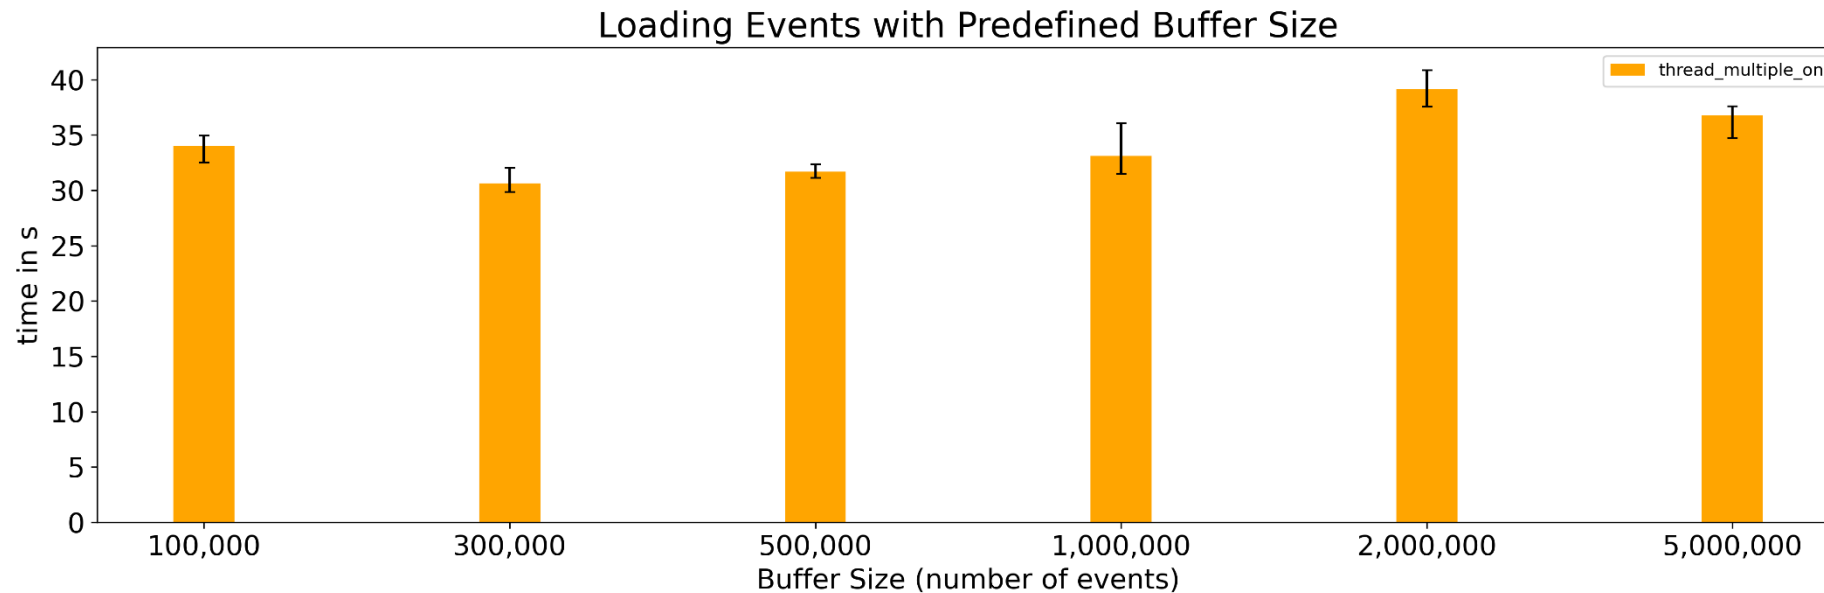 Loading Events with Predefined Buffer Size
thread_multiple_on
40
35
30
25
20
15
10
5
0
time in s
100,000 300,000 500,000 1,000,000 2,000,000 5,000,000
Buffer Size (number of events)